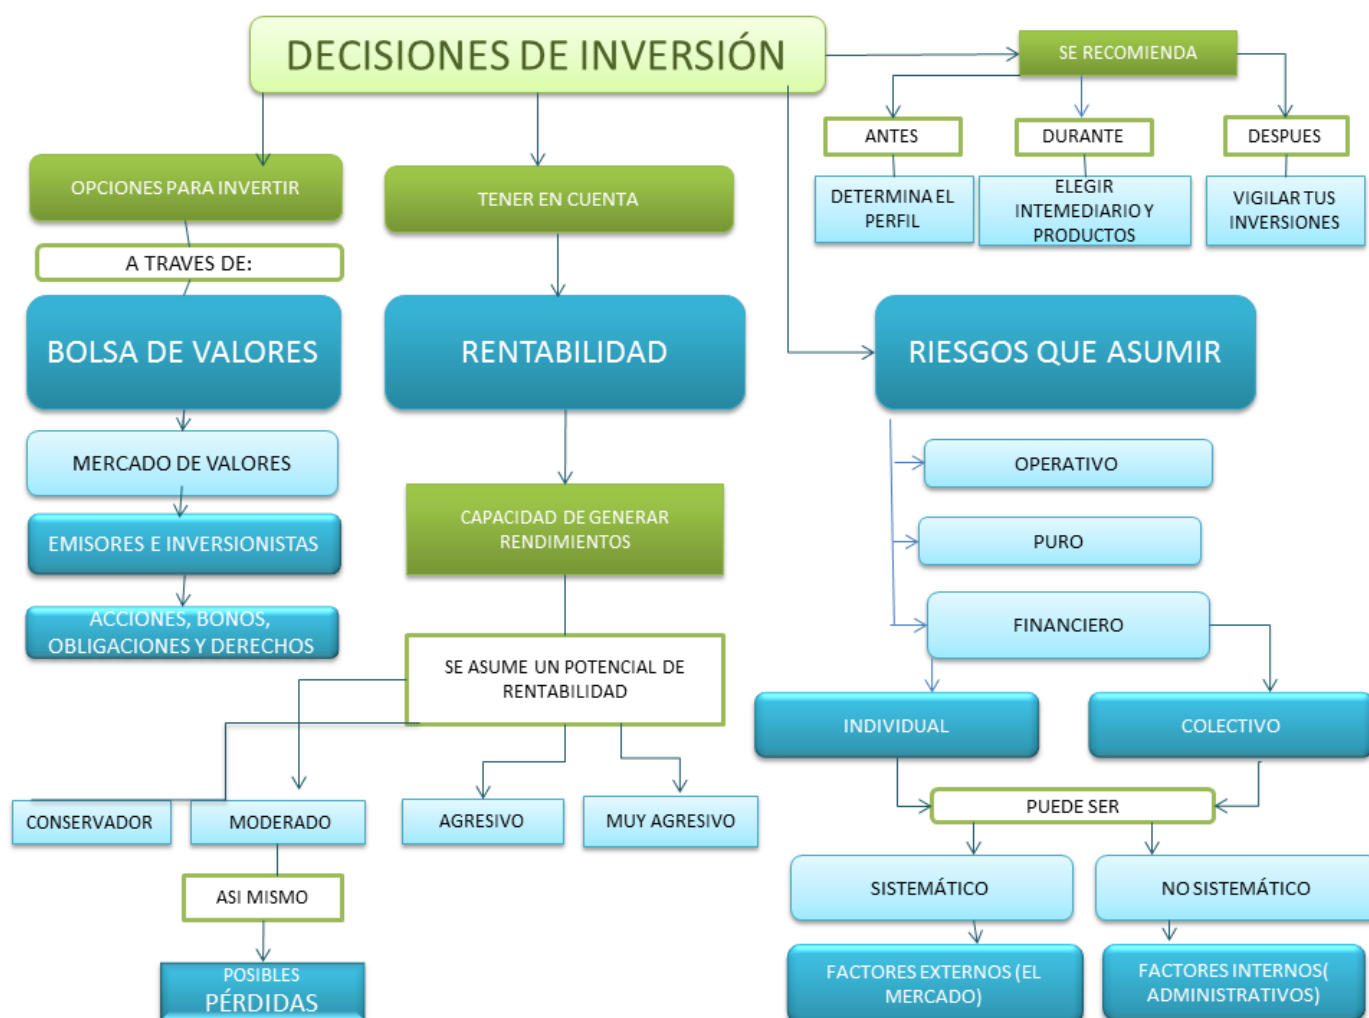 DECISIONES DE INVERSIÓN
SE RECOMIENDA
ANTES
DURANTE
DESPUES
DETERMINA EL
PERFIL
ELEGIR
INTEMEDIARIO Y
PRODUCTOS
VIGILAR TUS
INVERSIONES
OPCIONES PARA INVERTIR
A TRAVES DE:
BOLSA DE VALORES
MERCADO DE VALORES
EMISORES E INVERSIONISTAS
ACCIONES, BONOS,
OBLIGACIONES Y DERECHOS
TENER EN CUENTA
RENTABILIDAD
CAPACIDAD DE GENERAR
RENDIMIENTOS
SE ASUME UN POTENCIAL DE
RENTABILIDAD
CONSERVADOR
MODERADO
AGRESIVO
MUY AGRESIVO
ASI MISMO
POSIBLES
PÉRDIDAS
RIESGOS QUE ASUMIR
OPERATIVO
PURO
FINANCIERO
INDIVIDUAL
COLECTIVO
PUEDE SER
SISTEMÁTICO
NO SISTEMÁTICO
FACTORES EXTERNOS (EL
MERCADO)
FACTORES INTERNOS(
ADMINISTRATIVOS)